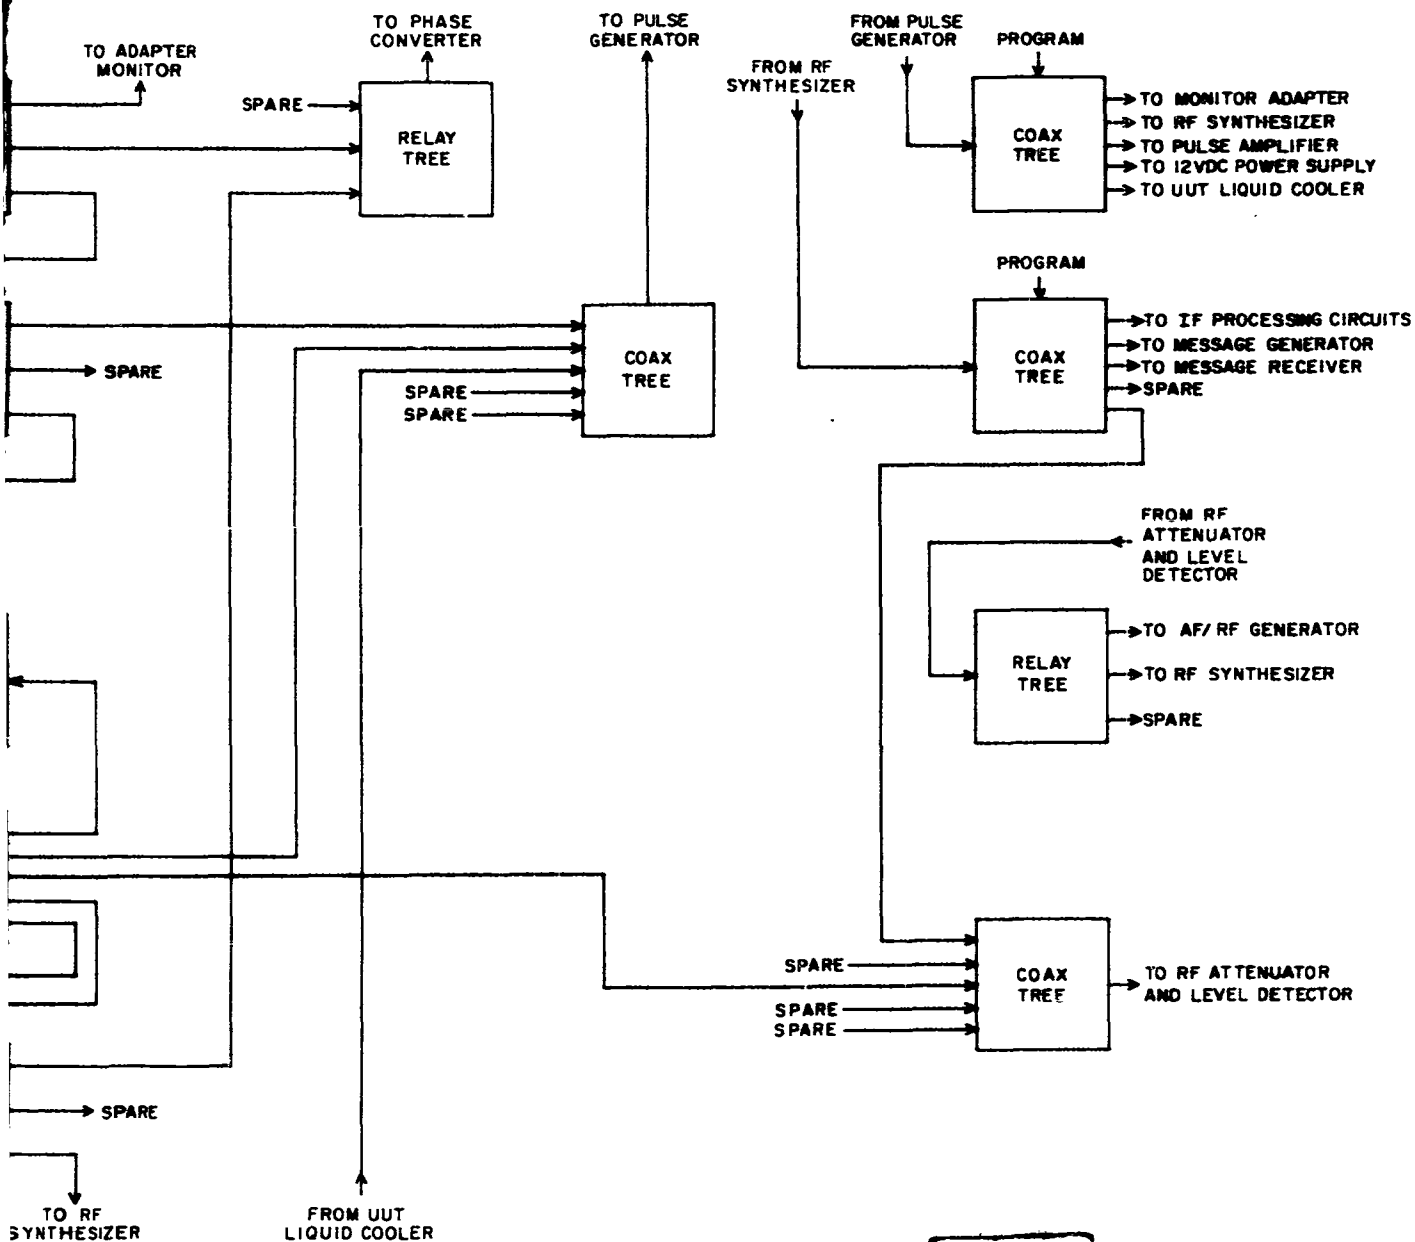 TO ADAPTER
MONITOR
TO PHASE
CONVERTER
TO PULSE
GENERATOR
FROM PULSE
GENERATOR
PROGRAM
FROM RF
SYNTHESIZER
SPARE
RELAY
TREE
COAX
TREE
TO MONITOR ADAPTER
TO RF SYNTHESIZER
TO PULSE AMPLIFIER
TO 12VDC POWER SUPPLY
TO UUT LIQUID COOLER
PROGRAM
SPARE
SPARE
SPARE
COAX
TREE
COAX
TREE
TO IF PROCESSING CIRCUITS
TO MESSAGE GENERATOR
TO MESSAGE RECEIVER
SPARE
FROM RF
ATTENUATOR
AND LEVEL
DETECTOR
RELAY
TREE
TO AF/RF GENERATOR
TO RF SYNTHESIZER
SPARE
SPARE
SPARE
SPARE
COAX
TREE
TO RF ATTENUATOR
AND LEVEL DETECTOR
SPARE
TO RF
SYNTHESIZER
FROM UUT
LIQUID COOLER